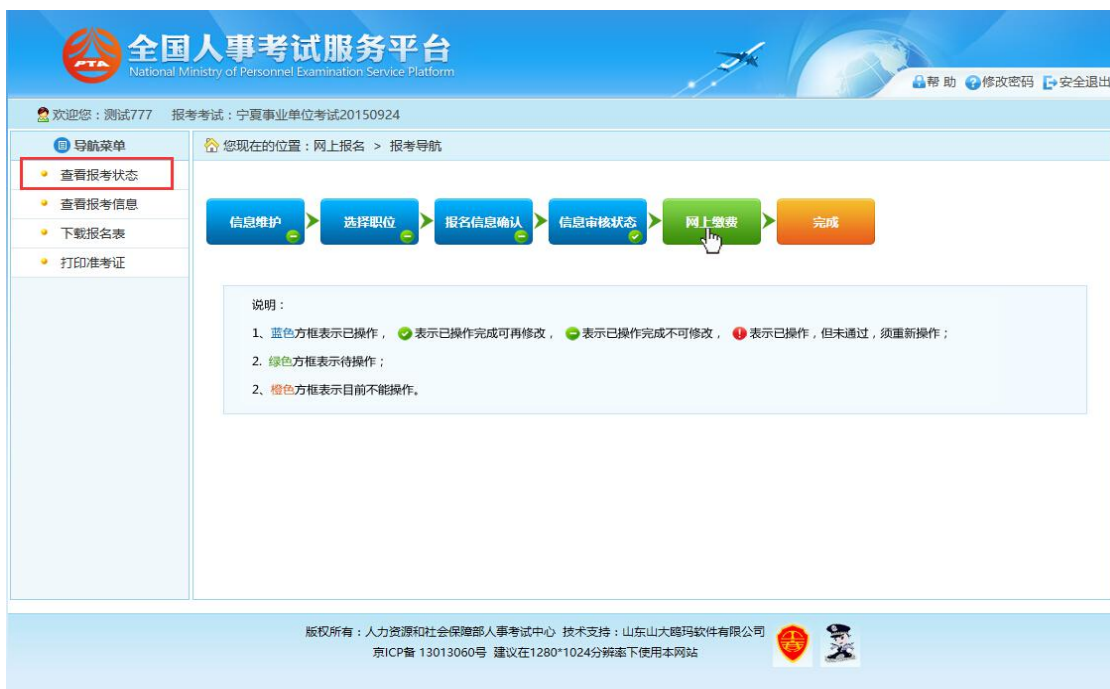 全国人事考试服务平台
PTA
National Ministry of Personnel Examination Service Platform
帮 助 修改密码 安全退出
欢迎您：测试777 报考考试：宁夏事业单位考试20150924
导航菜单
您现在的位置：网上报名 > 报考导航
查看报考状态
查看报考信息
下载报名表
打印准考证
信息维护 选择职位 报名信息确认 信息审核状态 网上缴费 完成
说明：
1、蓝色方框表示已操作， 表示已操作完成可再修改， 表示已操作完成不可修改， 表示已操作，但未通过，须重新操作；
2. 绿色方框表示待操作；
2、橙色方框表示目前不能操作。
版权所有：人力资源和社会保障部人事考试中心 技术支持：山东山大鸥玛软件有限公司
京ICP备 13013060号 建议在1280*1024分辨率下使用本网站